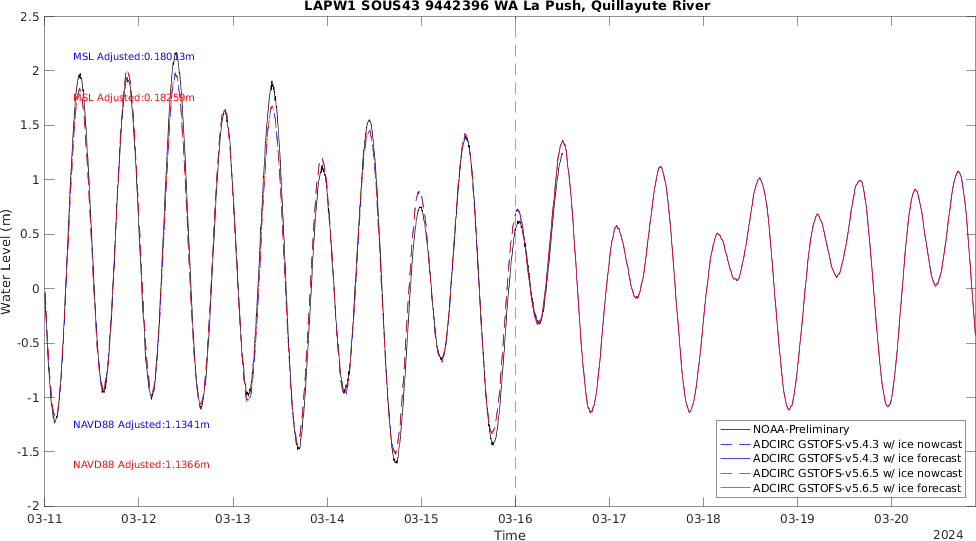 LAPW1 SOUS43 9442396 WA La Push, Quillayute River
2.5
2
1.5
1
0.5
0
-0.5
-1
-1.5
-2
Water Level (m)
MSL Adjusted:0.18013m
MSL Adjusted:0.18259m
NAVD88 Adjusted:1.1341m
NAVD88 Adjusted:1.1366m
NOAA-Preliminary
ADCIRC GSTOFS-v5.4.3 w/ ice nowcast
ADCIRC GSTOFS-v5.4.3 w/ ice forecast
ADCIRC GSTOFS-v5.6.5 w/ ice nowcast
ADCIRC GSTOFS-v5.6.5 w/ ice forecast
03-11 03-12 03-13 03-14 03-15 03-16 03-17 03-18 03-19 03-20
Time
2024